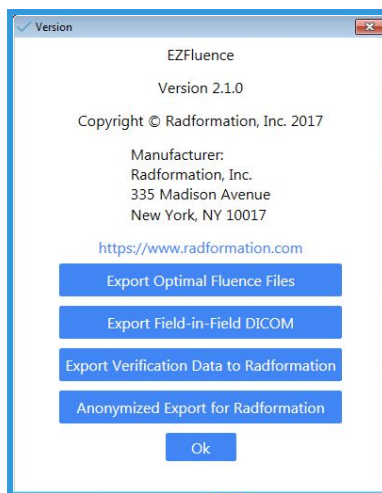 Version
EZFluence
Version 2.1.0
Copyright © Radformation, Inc. 2017
Manufacturer:
Radformation, Inc.
335 Madison Avenue
New York, NY 10017
https://www.radformation.com
Export Optimal Fluence Files
Export Field-in-Field DICOM
Export Verification Data to Radformation
Anonymized Export for Radformation
Ok